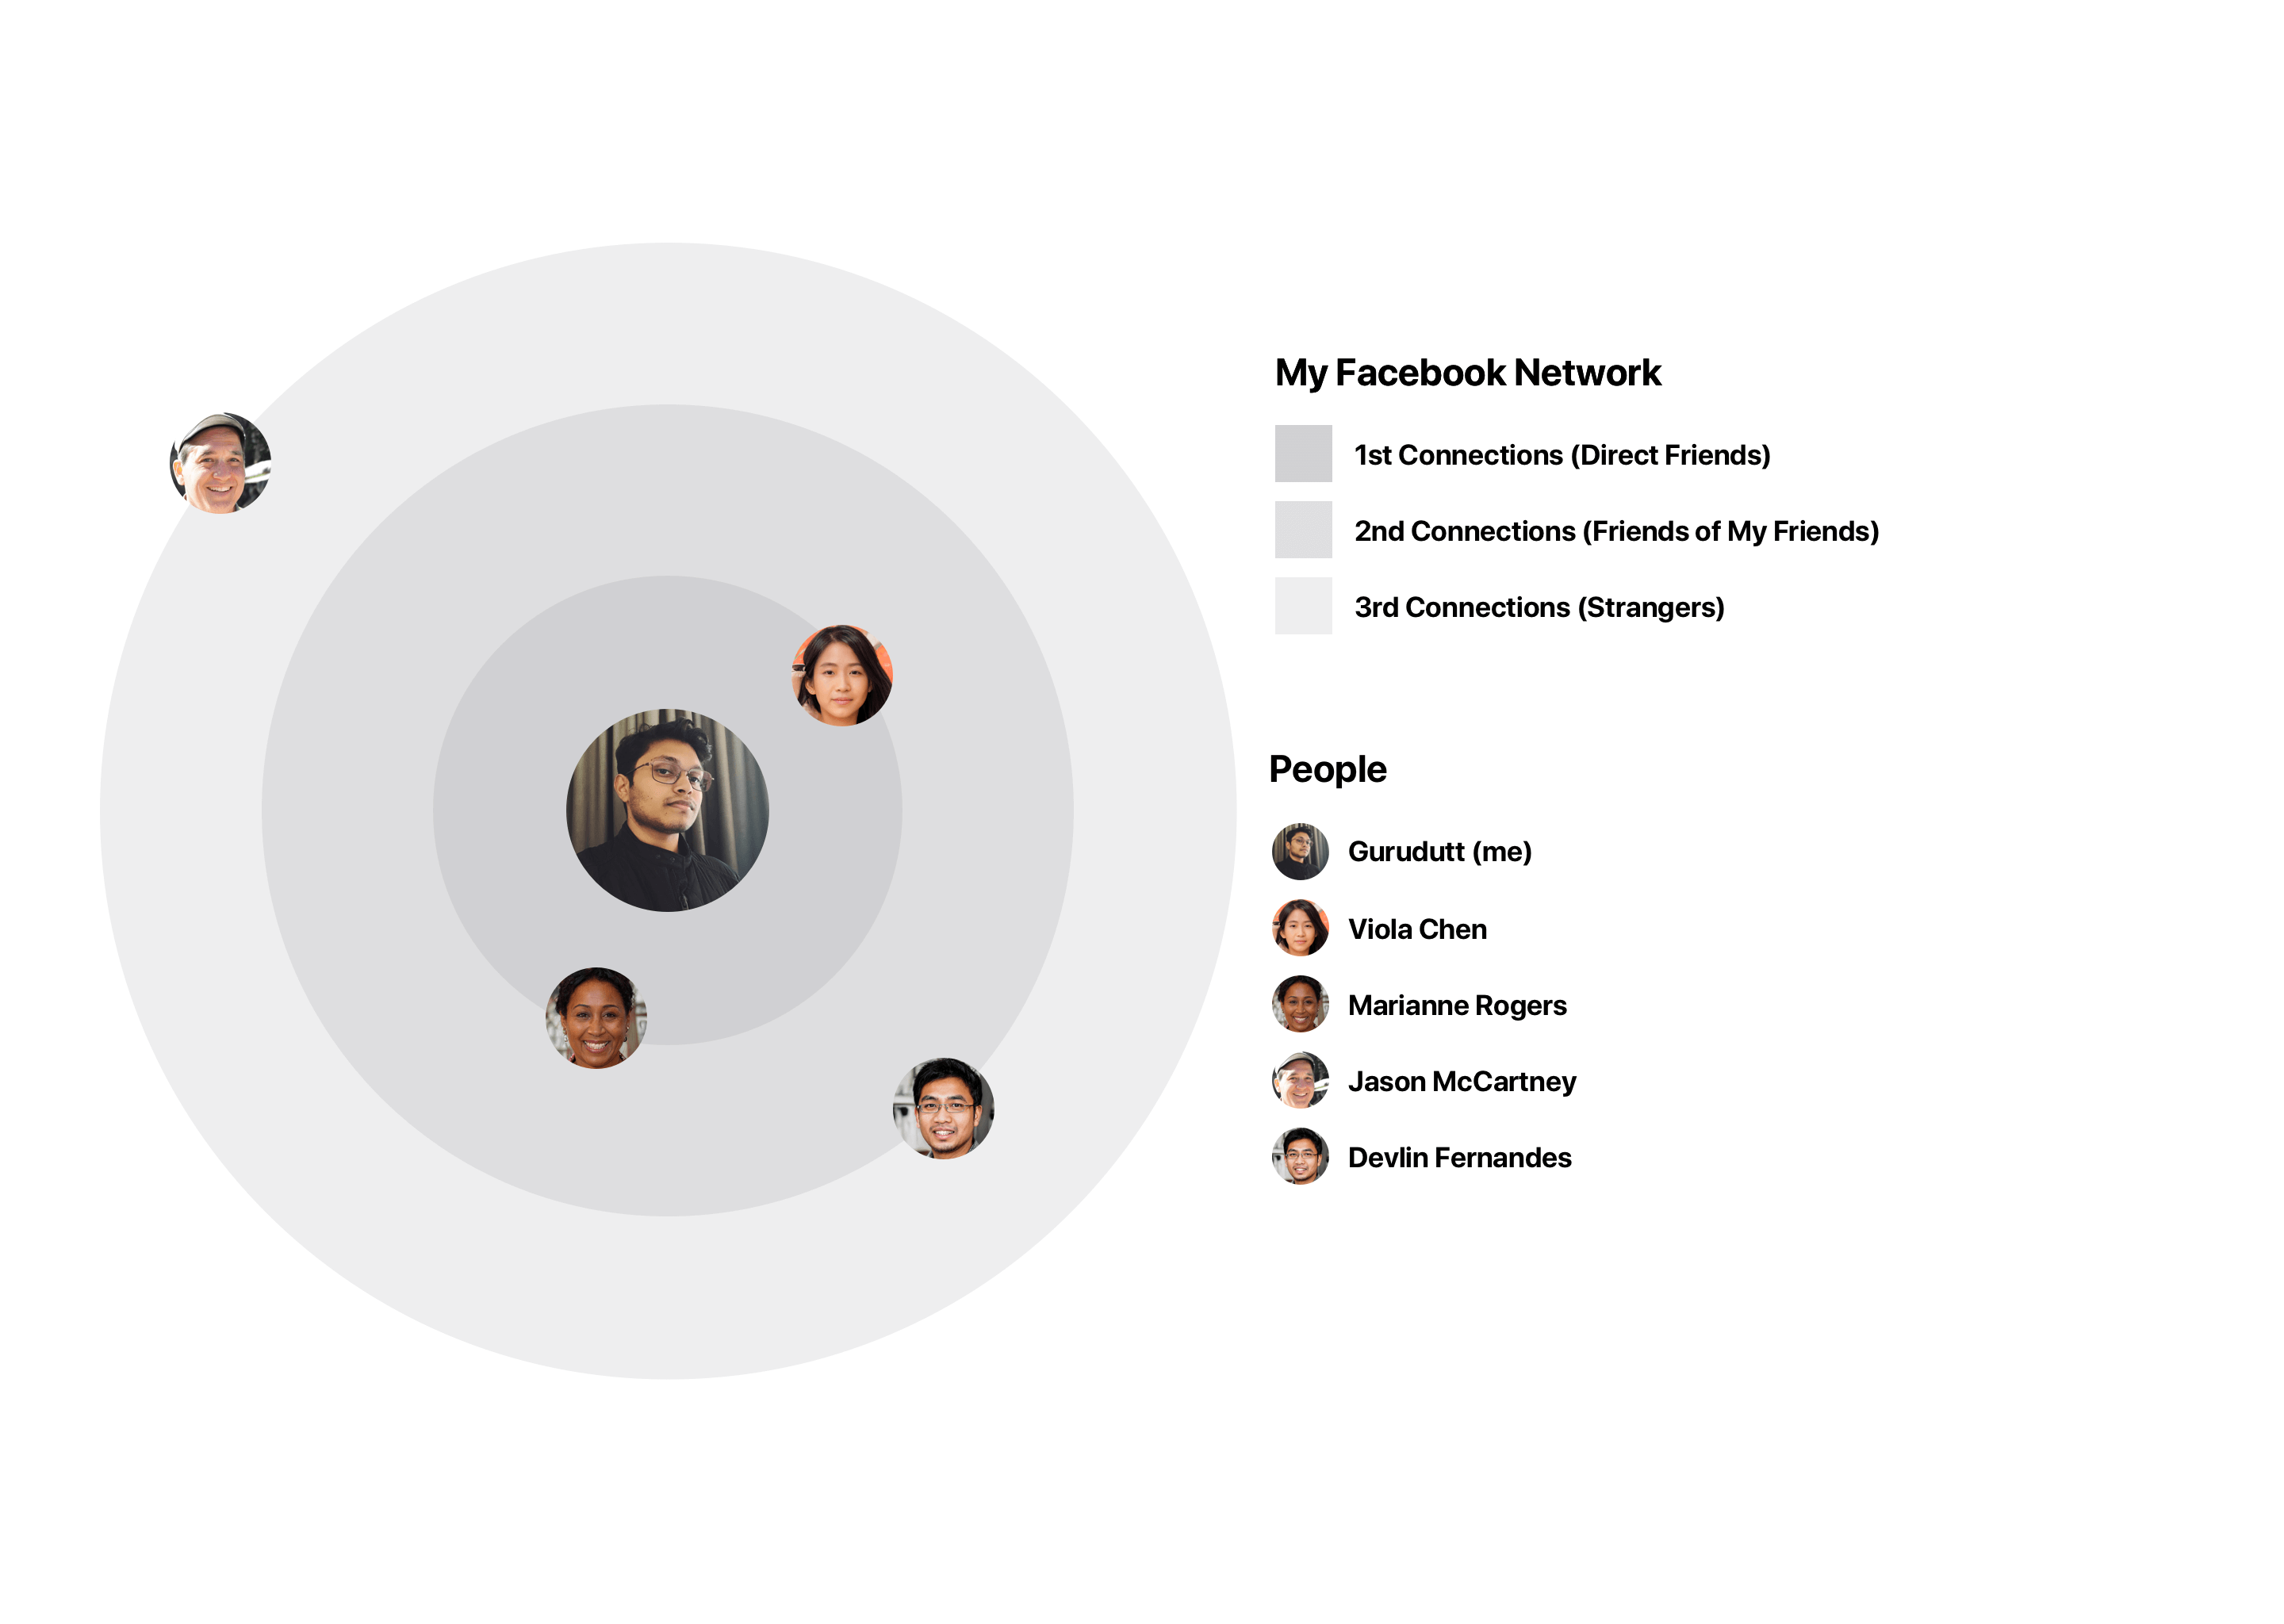 My Facebook Network
1st Connections (Direct Friends)
2nd Connections (Friends of My Friends)
3rd Connections (Strangers)
People
Gurudutt (me)
Viola Chen
Marianne Rogers
Jason McCartney
Devlin Fernandes